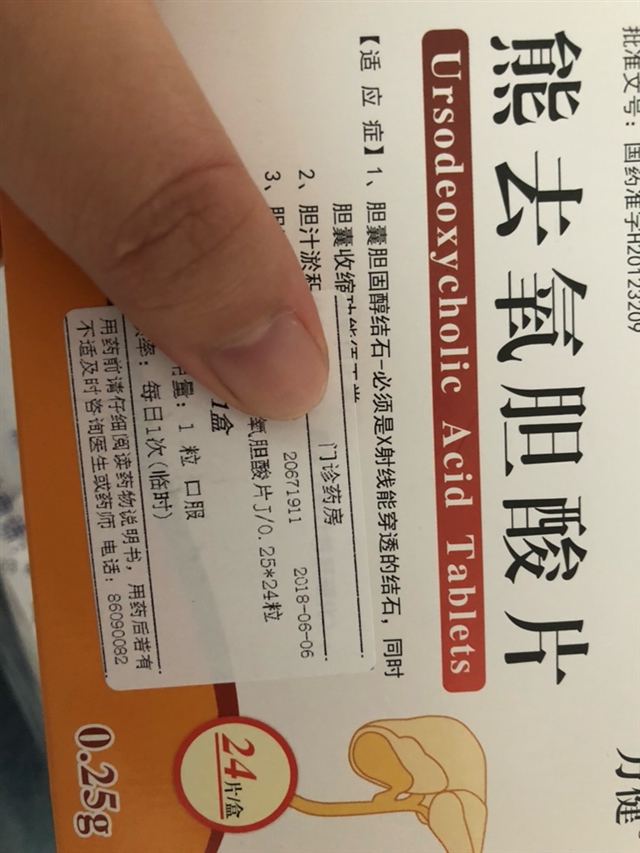 批准文号：国药准字H20123209
熊去氧胆酸片
Ursodeoxycholic Acid Tablets
【适应症】1、胆囊胆固醇结石-必须是X射线能穿透的结石，同时
胆囊收缩
2、胆汁淤积
3、胆
门诊药房
20671911 2018-06-06
氧胆酸片J/0.25*24粒
1盒
量：1 粒 口服
率：每日1次(临时)
用药前请仔细阅读药物说明书，用药后若有
不适及时咨询医生或药师 电话：86090082
24片/盒
0.25g